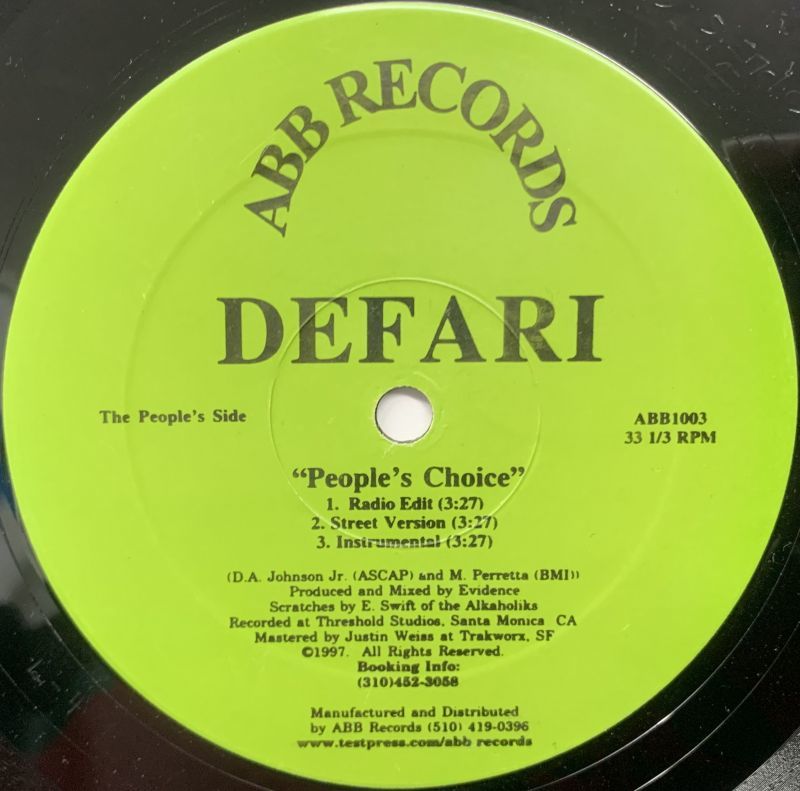 ABB RECORDS
DEFARI
The People's Side
ABB1003
33 1/3 RPM
“People's Choice”
1. Radio Edit (3:27)
2. Street Version (3:27)
3. Instrumental (3:27)
(D.A. Johnson Jr. (ASCAP) and M. Perretta (BMI))
Produced and Mixed by Evidence
Scratches by E. Swift of the Alkaholiks
Recorded at Threshold Studios, Santa Monica CA
Mastered by Justin Weiss at Trakworx, SF
©1997. All Rights Reserved.
Booking Info:
(310)452-3058
Manufactured and Distributed
by ABB Records (510) 419-0396
www.testpress.com/abb records